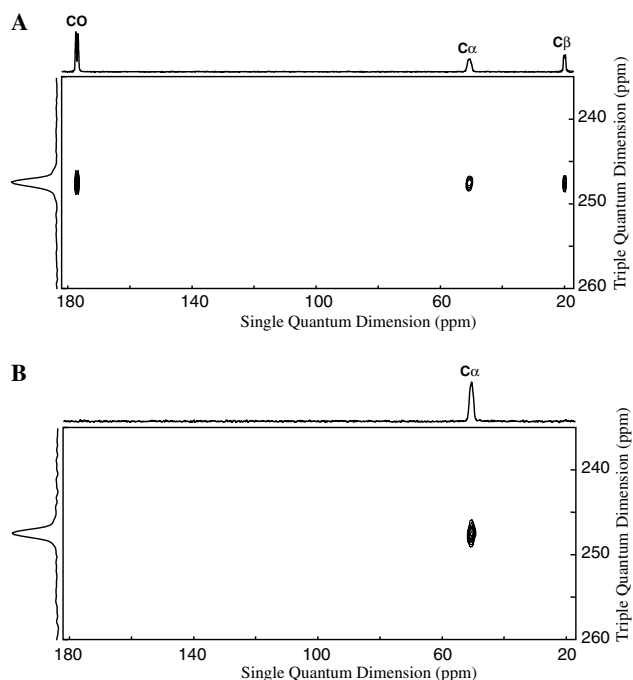 A
CO
Cα
Cβ
240
250
260
Triple Quantum Dimension (ppm)
180
140
100
60
20
Single Quantum Dimension (ppm)
B
Cα
240
250
260
Triple Quantum Dimension (ppm)
180
140
100
60
20
Single Quantum Dimension (ppm)